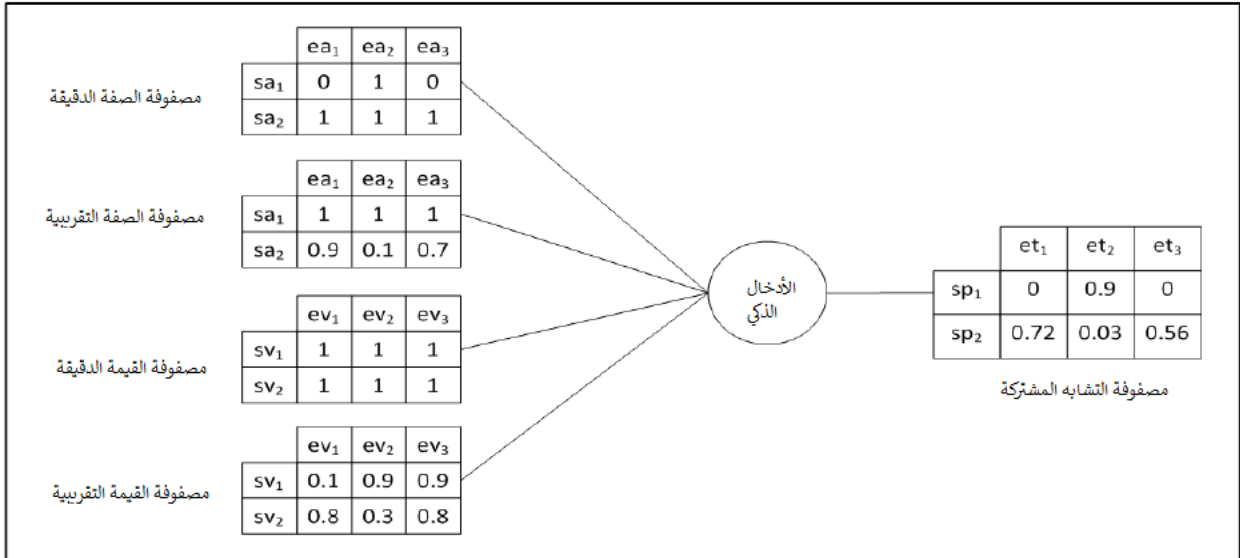 ea₁ ea₂ ea₃
sa₁ 0 1 0
sa₂ 1 1 1
مصفوفة الصفة الدقيقة
ea₁ ea₂ ea₃
sa₁ 1 1 1
sa₂ 0.9 0.1 0.7
مصفوفة الصفة التقريبية
ev₁ ev₂ ev₃
sv₁ 1 1 1
sv₂ 1 1 1
مصفوفة القيمة الدقيقة
ev₁ ev₂ ev₃
sv₁ 0.1 0.9 0.9
sv₂ 0.8 0.3 0.8
مصفوفة القيمة التقريبية
الأدخال
الذكي
et₁ et₂ et₃
sp₁ 0 0.9 0
sp₂ 0.72 0.03 0.56
مصفوفة التشابه المشتركة